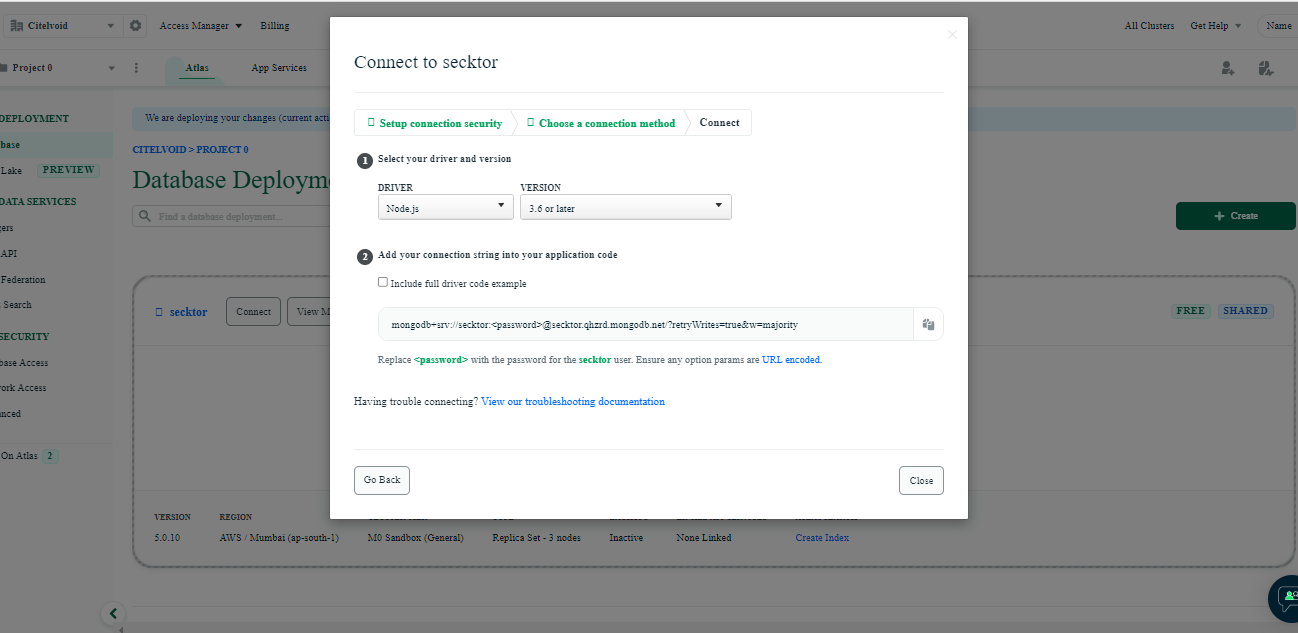 Citelvoid Access Manager Billing All Clusters Get Help Name
Project 0 Atlas App Services
Connect to secktor
DEPLOYMENT
We are deploying your changes (current acti
Setup connection security Choose a connection method Connect
base
CITELVOID > PROJECT 0
1 Select your driver and version
Lake PREVIEW
Database Deploym
DRIVER VERSION
DATA SERVICES
Node.js 3.6 or later
Find a database deployment...
+ Create
gers
API
2 Add your connection string into your application code
Federation
Include full driver code example
Search
secktor Connect View M
FREE SHARED
mongodb+srv://secktor:<password>@secktor.qhzrd.mongodb.net/?retryWrites=true&w=majority
SECURITY
base Access
Replace <password> with the password for the secktor user. Ensure any option params are URL encoded.
ork Access
Having trouble connecting? View our troubleshooting documentation
nced
On Atlas 2
Go Back Close
VERSION REGION
5.0.10 AWS / Mumbai (ap-south-1) M0 Sandbox (General) Replica Set - 3 nodes Inactive None Linked Create Index